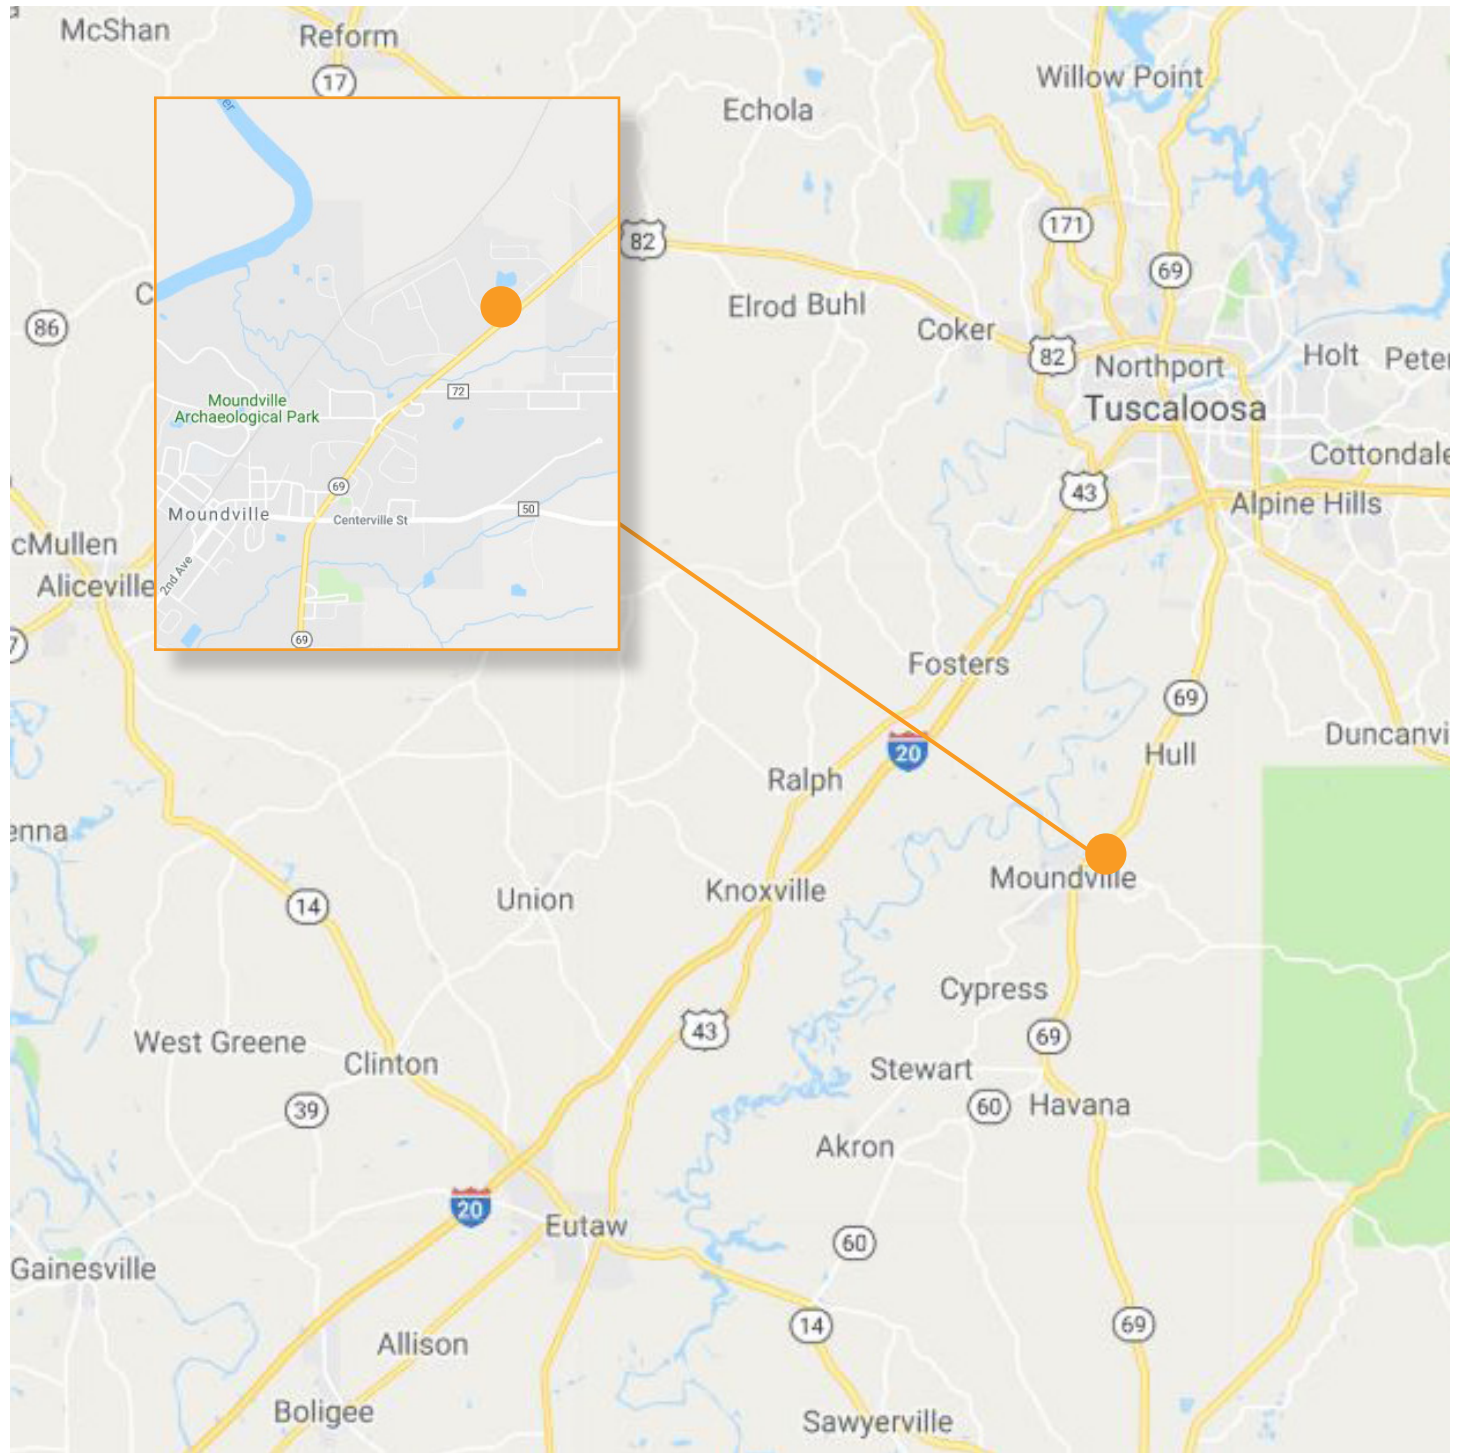 McShan
Reform
17
Willow Point
Echola
171
82
69
Elrod
Buhl
Coker
86
82
Northport
Holt
Tuscaloosa
Cottondale
43
Alpine Hills
Moundville
Archaeological Park
72
69
Moundville
Centerville St
50
2nd Ave
69
cMullen
Aliceville
Fosters
69
Duncanvi
Hull
20
Ralph
enna
Moundville
Knoxville
Union
14
Cypress
43
69
West Greene
Clinton
Stewart
39
60
Havana
Akron
20
Eutaw
60
Gainesville
14
69
Allison
Boligee
Sawyerville